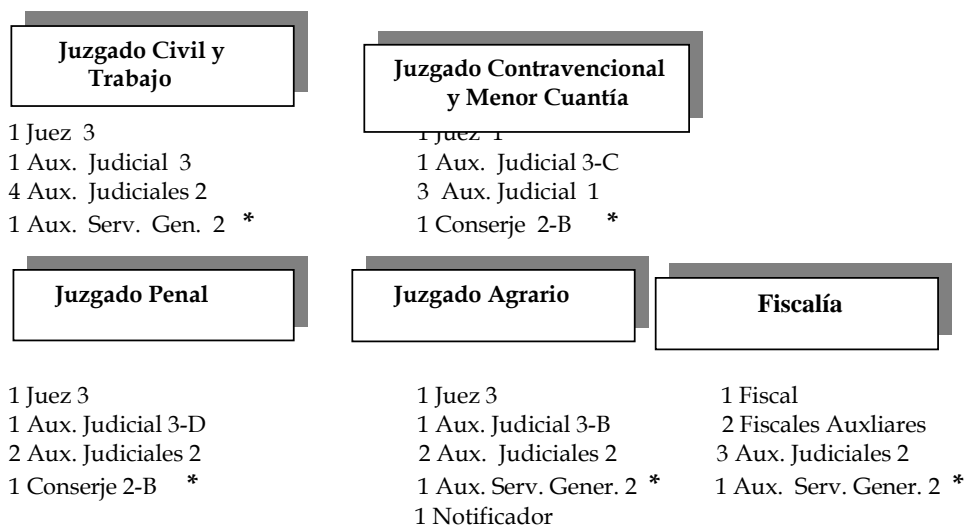 Juzgado Civil y
Trabajo
1 Juez 3
1 Aux. Judicial 3
4 Aux. Judiciales 2
1 Aux. Serv. Gen. 2 *
Juzgado Contravencional
y Menor Cuantía
1 Juez 1
1 Aux. Judicial 3-C
3 Aux. Judicial 1
1 Conserje 2-B *
Juzgado Penal
1 Juez 3
1 Aux. Judicial 3-D
2 Aux. Judiciales 2
1 Conserje 2-B *
Juzgado Agrario
1 Juez 3
1 Aux. Judicial 3-B
2 Aux. Judiciales 2
1 Aux. Serv. Gener. 2 *
1 Notificador
Fiscalía
1 Fiscal
2 Fiscales Auxliares
3 Aux. Judiciales 2
1 Aux. Serv. Gener. 2 *